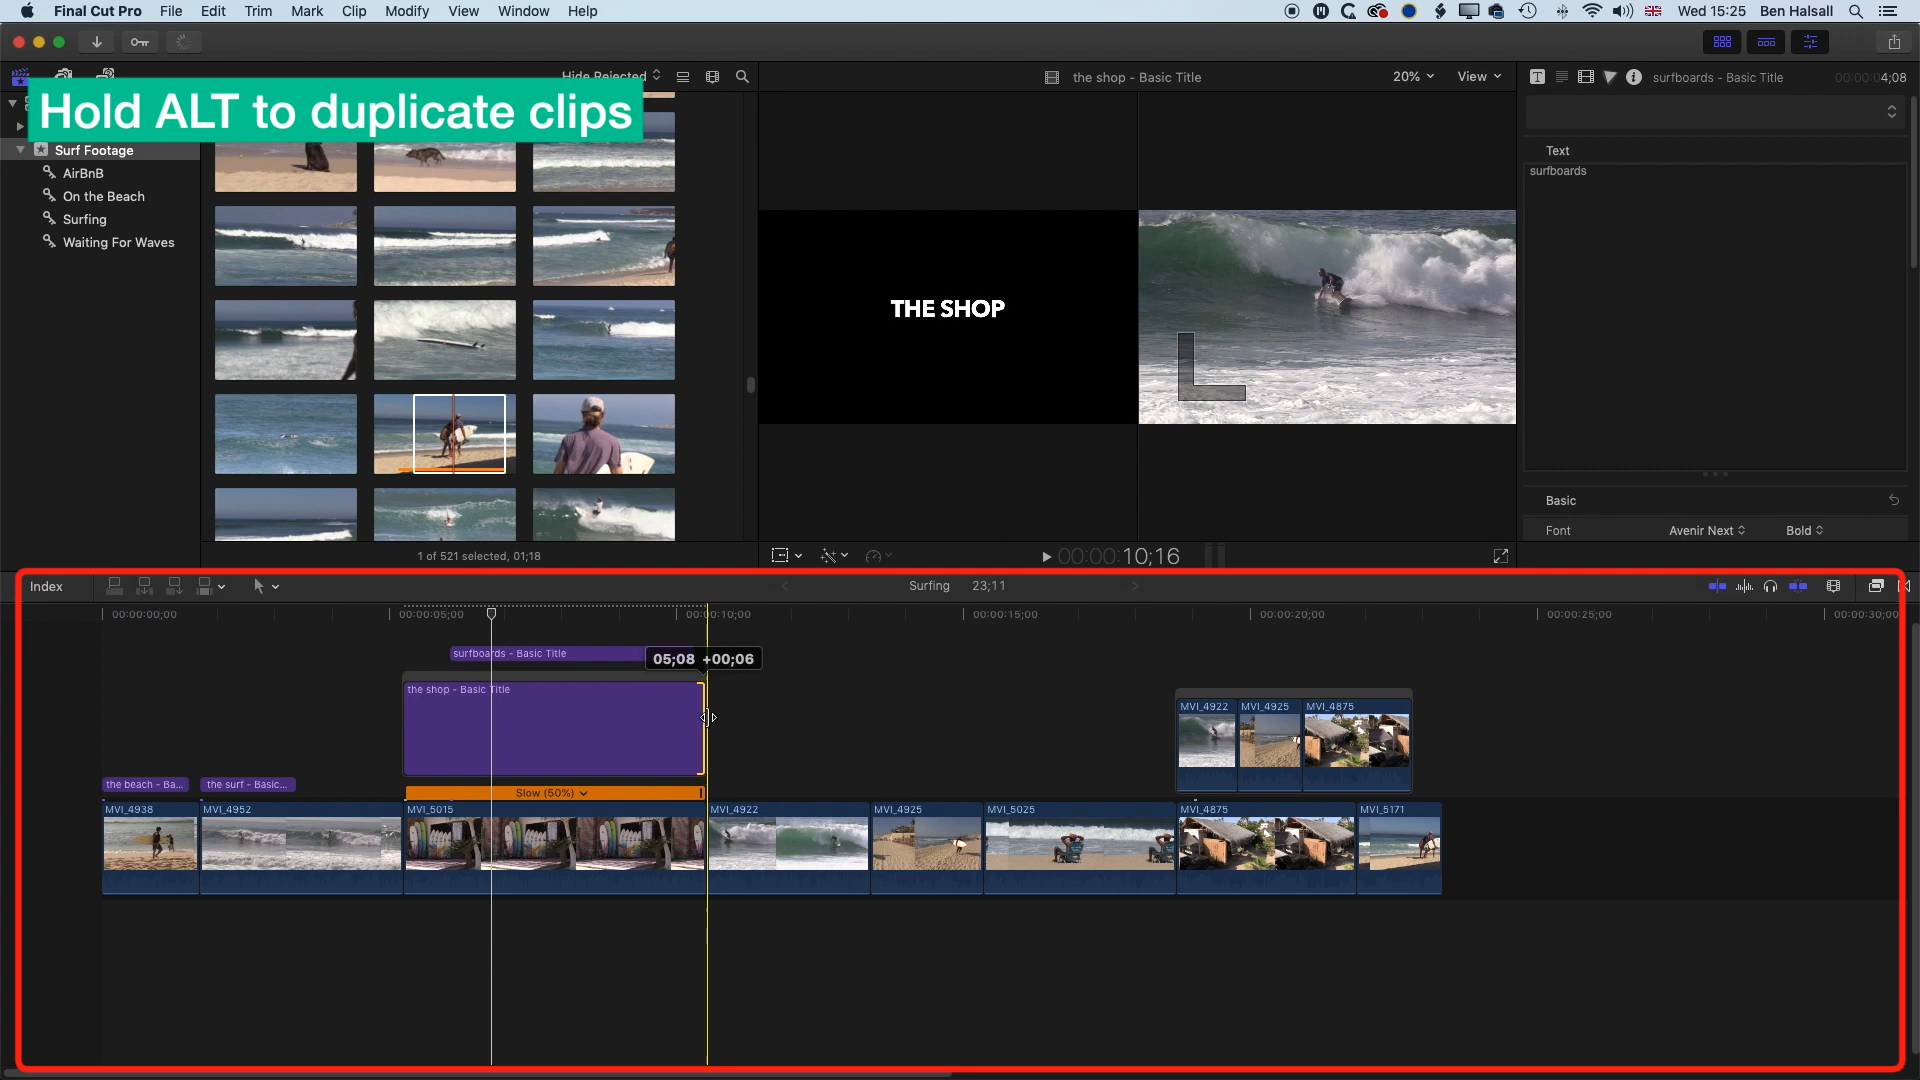 Final Cut Pro File Edit Trim Mark Clip Modify View Window Help Wed 15:25 Ben Halsall
Hide Rejected
the shop - Basic Title 20% View
surfboards - Basic Title 00:00:04;08
Hold ALT to duplicate clips
Surf Footage
AirBnB
On the Beach
Surfing
Waiting For Waves
Text
surfboards
THE SHOP
Basic
Font Avenir Next Bold
1 of 521 selected, 01;18
00:00:10;16
Index Surfing 23;11
00:00:00;00 00:00:05;00 00:00:10;00 00:00:15;00 00:00:20;00 00:00:25;00 00:00:30;00
surfboards - Basic Title
05;08 +00;06
the shop - Basic Title
MVI_4922 MVI_4925 MVI_4875
the beach - Ba... the surf - Basic...
Slow (50%)
MVI_4938 MVI_4952 MVI_5015 MVI_4922 MVI_4925 MVI_5025 MVI_4875 MVI_5171